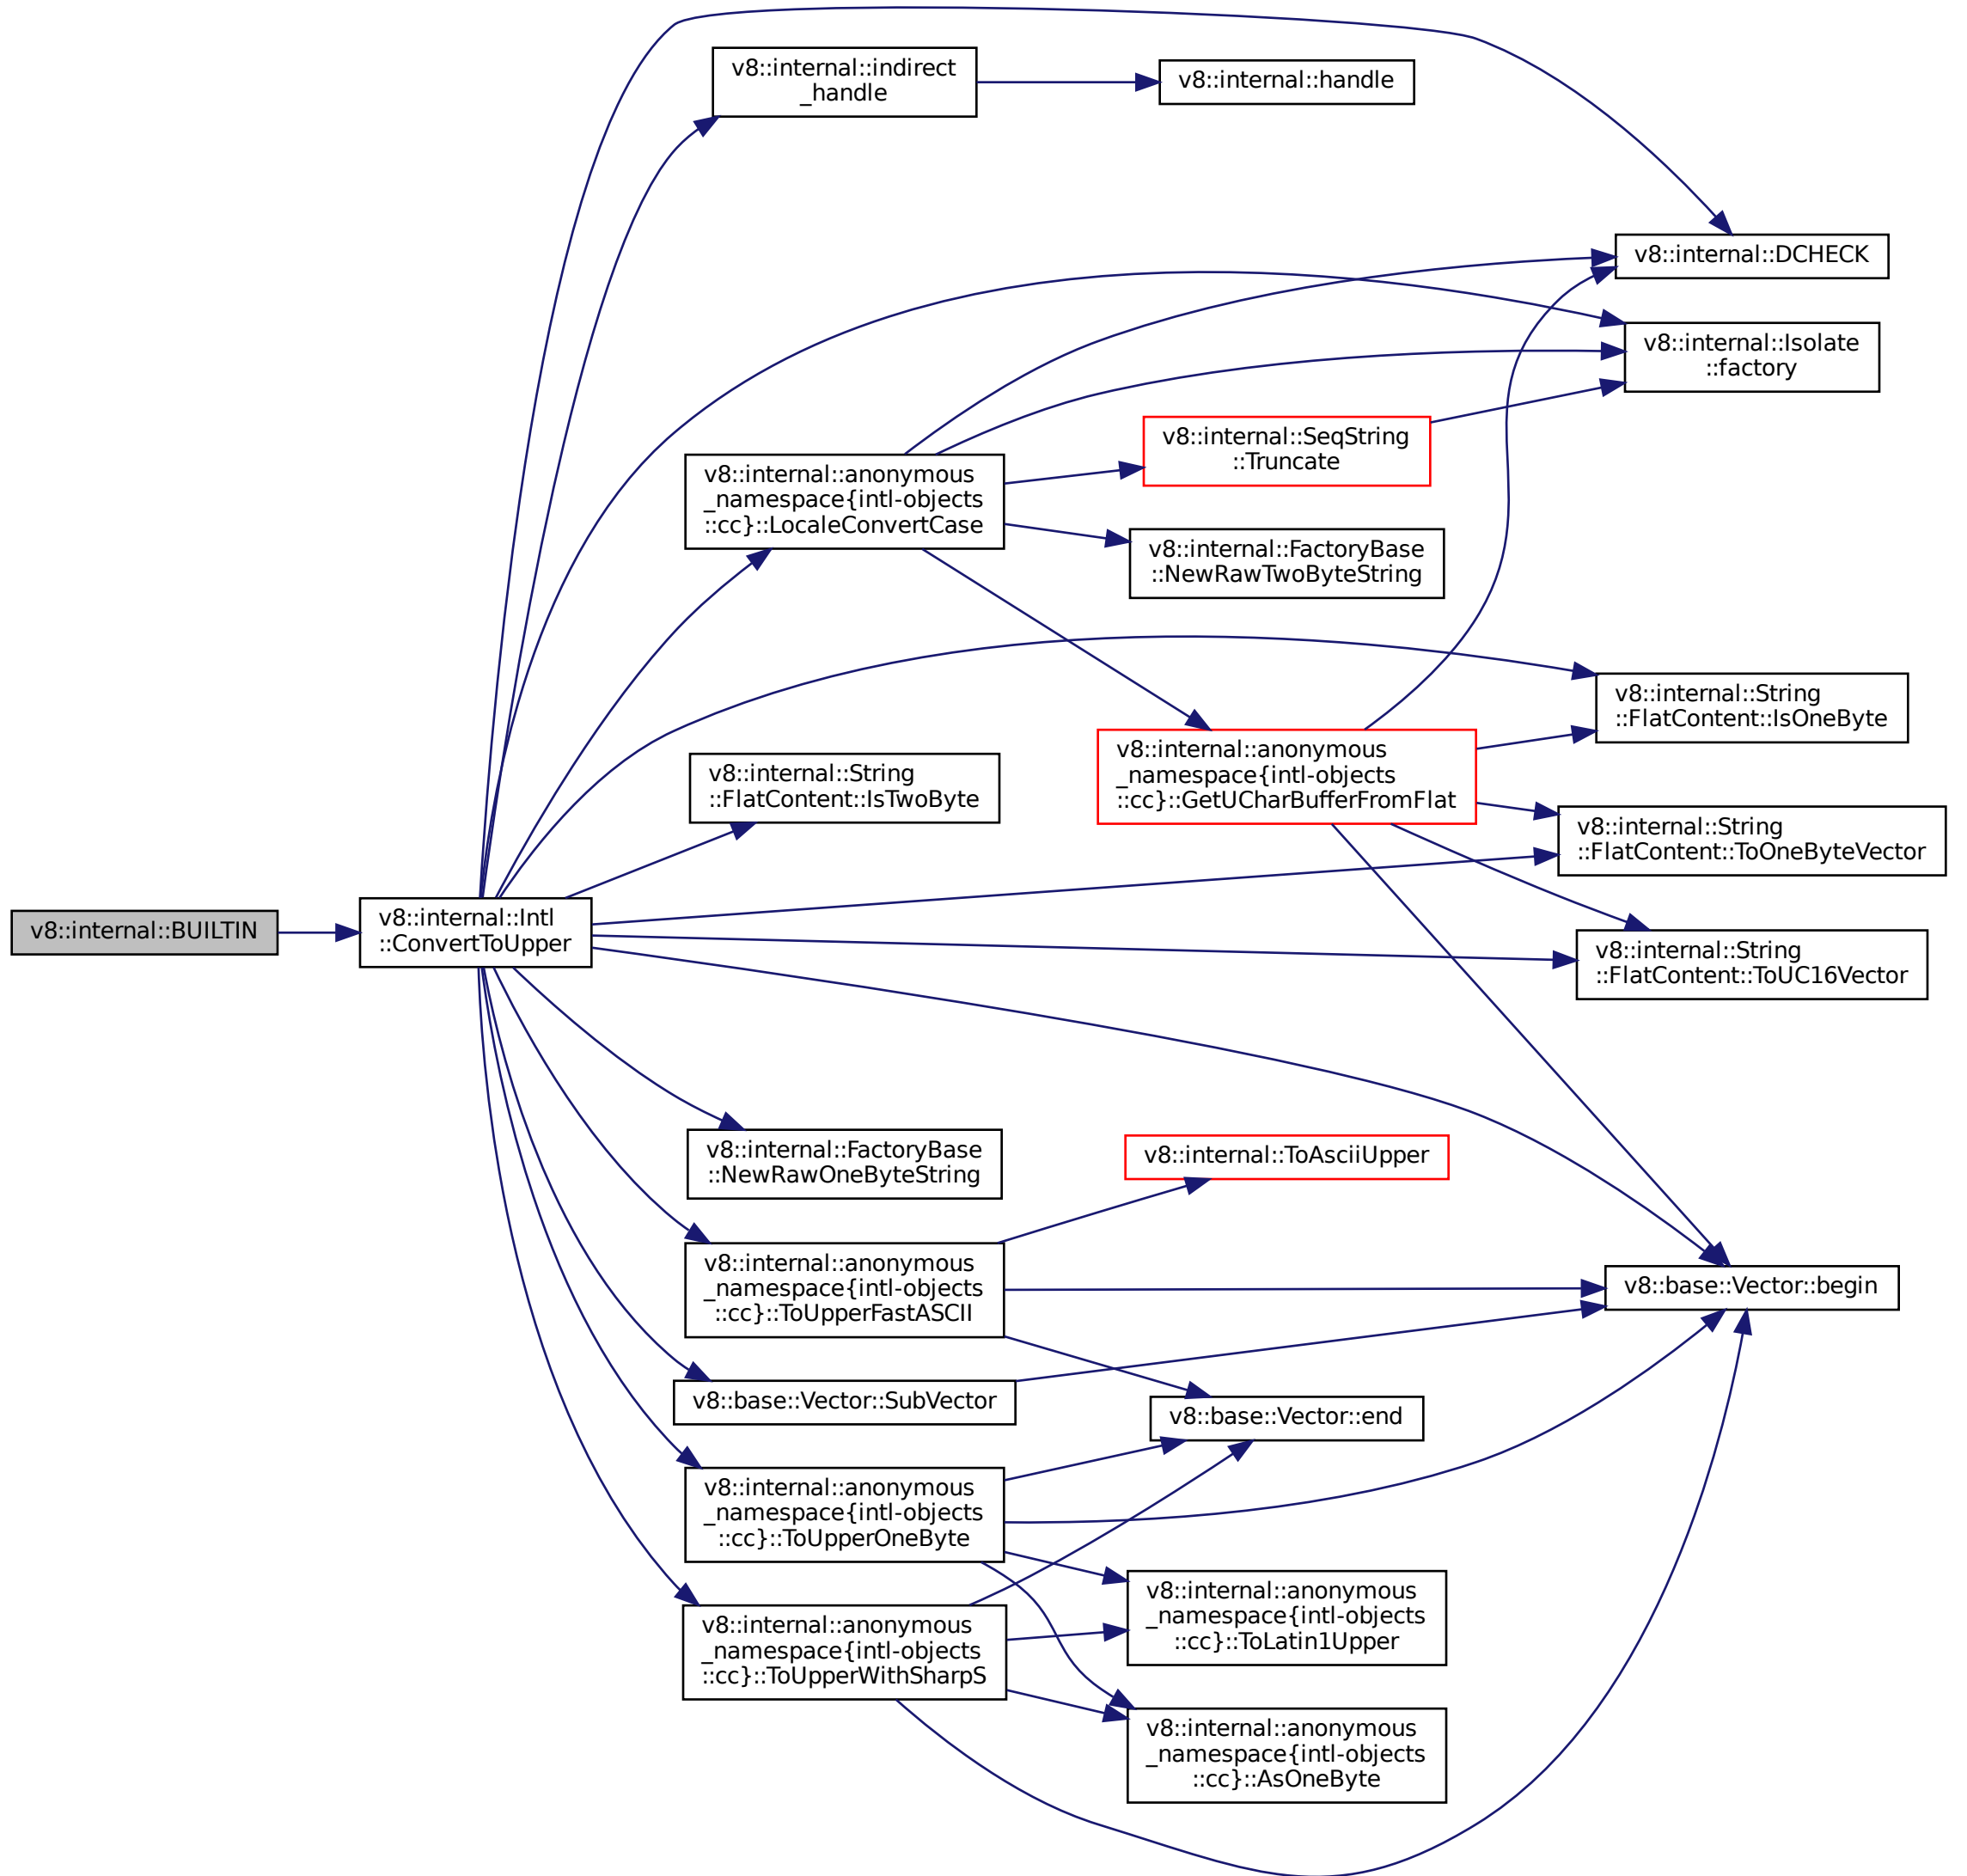 v8::internal::indirect
_handle
v8::internal::handle
v8::internal::DCHECK
v8::internal::Isolate
::factory
v8::internal::SeqString
::Truncate
v8::internal::anonymous
_namespace{intl-objects
::cc}::LocaleConvertCase
v8::internal::FactoryBase
::NewRawTwoByteString
v8::internal::String
::FlatContent::IsOneByte
v8::internal::anonymous
_namespace{intl-objects
::cc}::GetUCharBufferFromFlat
v8::internal::String
::FlatContent::IsTwoByte
v8::internal::String
::FlatContent::ToOneByteVector
v8::internal::BUILTIN
v8::internal::Intl
::ConvertToUpper
v8::internal::String
::FlatContent::ToUC16Vector
v8::internal::FactoryBase
::NewRawOneByteString
v8::internal::ToAsciiUpper
v8::internal::anonymous
_namespace{intl-objects
::cc}::ToUpperFastASCII
v8::base::Vector::begin
v8::base::Vector::SubVector
v8::base::Vector::end
v8::internal::anonymous
_namespace{intl-objects
::cc}::ToUpperOneByte
v8::internal::anonymous
_namespace{intl-objects
::cc}::ToLatin1Upper
v8::internal::anonymous
_namespace{intl-objects
::cc}::ToUpperWithSharpS
v8::internal::anonymous
_namespace{intl-objects
::cc}::AsOneByte